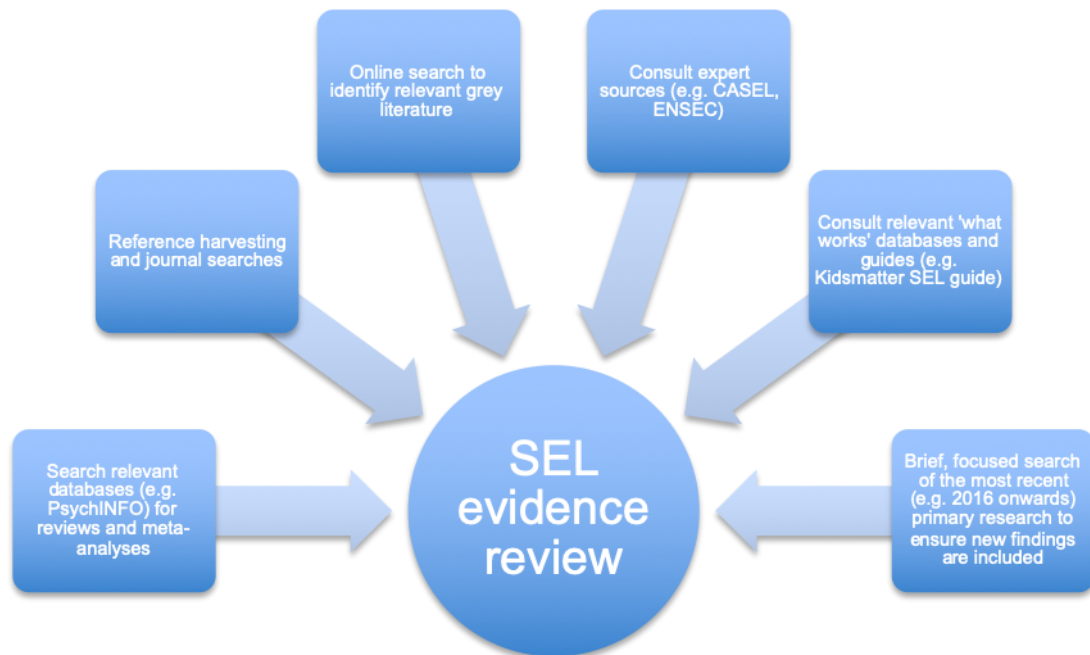 Online search to
identify relevant grey
literature
Consult expert
sources (e.g. CASEL,
ENSEC)
Reference harvesting
and journal searches
Consult relevant 'what
works' databases and
guides (e.g.
Kidsmatter SEL guide)
Search relevant
databases (e.g.
PsychINFO) for
reviews and meta-
analyses
SEL
evidence
review
Brief, focused search
of the most recent
(e.g. 2016 onwards)
primary research to
ensure new findings
are included